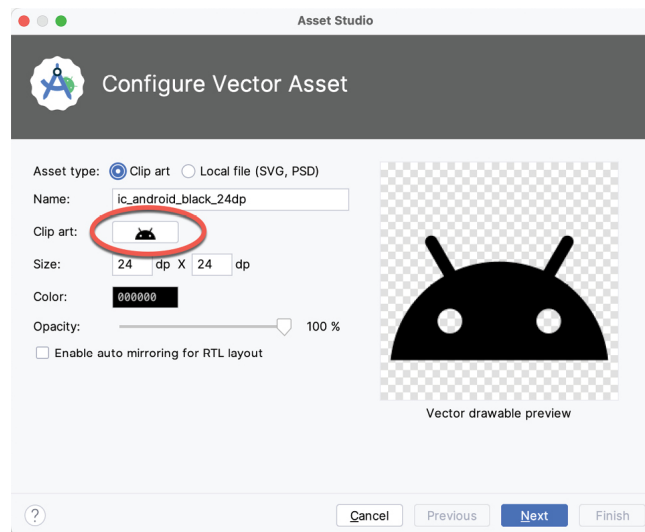 Asset Studio
Configure Vector Asset
Asset type: Clip art Local file (SVG, PSD)
Name: ic_android_black_24dp
Clip art:
Size: 24 dp X 24 dp
Color: 000000
Opacity: 100 %
Enable auto mirroring for RTL layout
Vector drawable preview
? Cancel Previous Next Finish